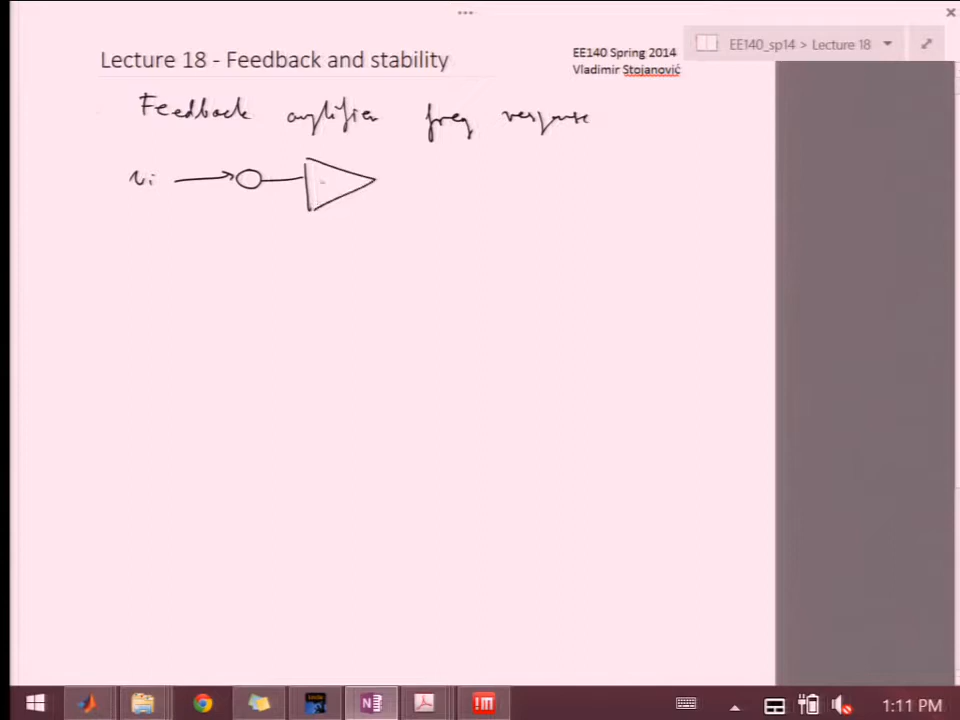 Lecture 18 - Feedback and stability
EE140 Spring 2014
Vladimir Stojanović
EE140_sp14 > Lecture 18
Feedback amplifier freq response
vi
!M
1:11 PM